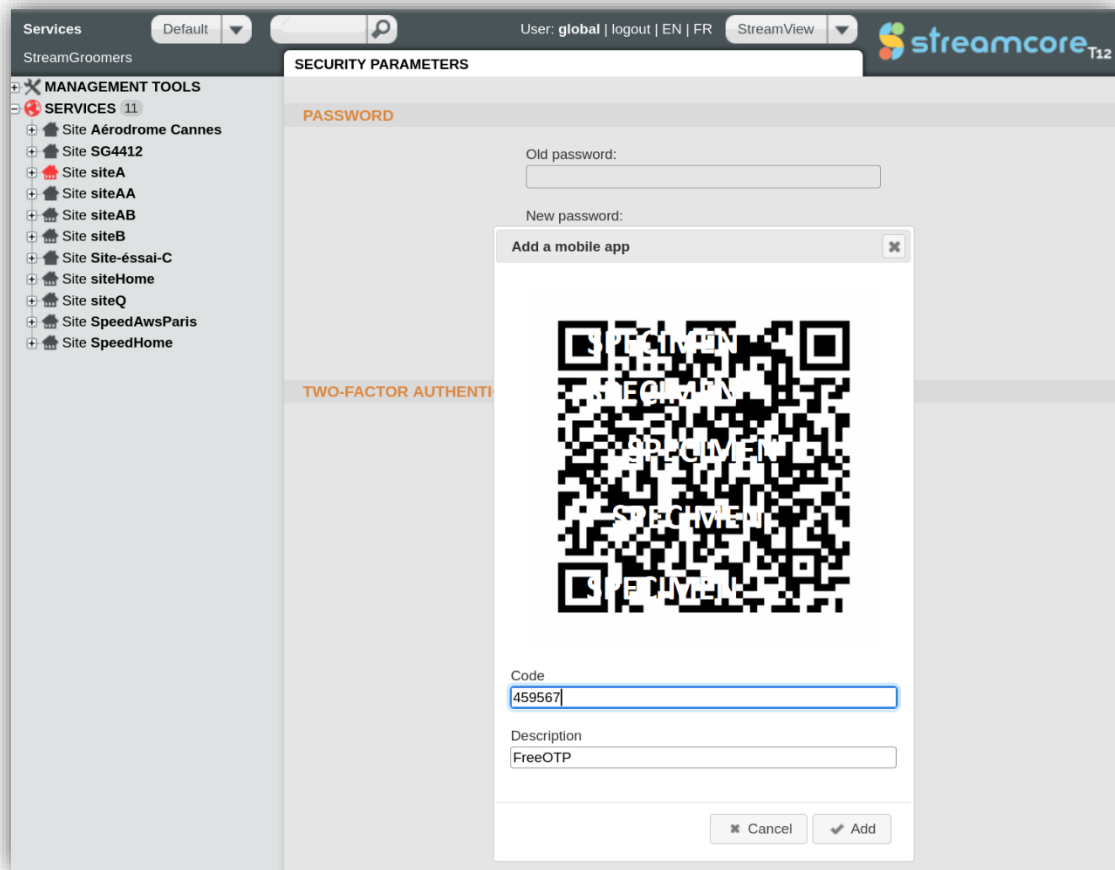 Services
Default
User: global | logout | EN | FR
StreamView
streamcore T12
StreamGroomers
SECURITY PARAMETERS
MANAGEMENT TOOLS
SERVICES 11
Site Aérodrome Cannes
Site SG4412
Site siteA
Site siteAA
Site siteAB
Site siteB
Site Site-éssai-C
Site siteHome
Site siteQ
Site SpeedAwsParis
Site SpeedHome
PASSWORD
Old password:
New password:
TWO-FACTOR AUTHENTI
Add a mobile app
SPECIMEN
SPECIMEN
SPECIMEN
SPECIMEN
SPECIMEN
Code
459567
Description
FreeOTP
Cancel
Add